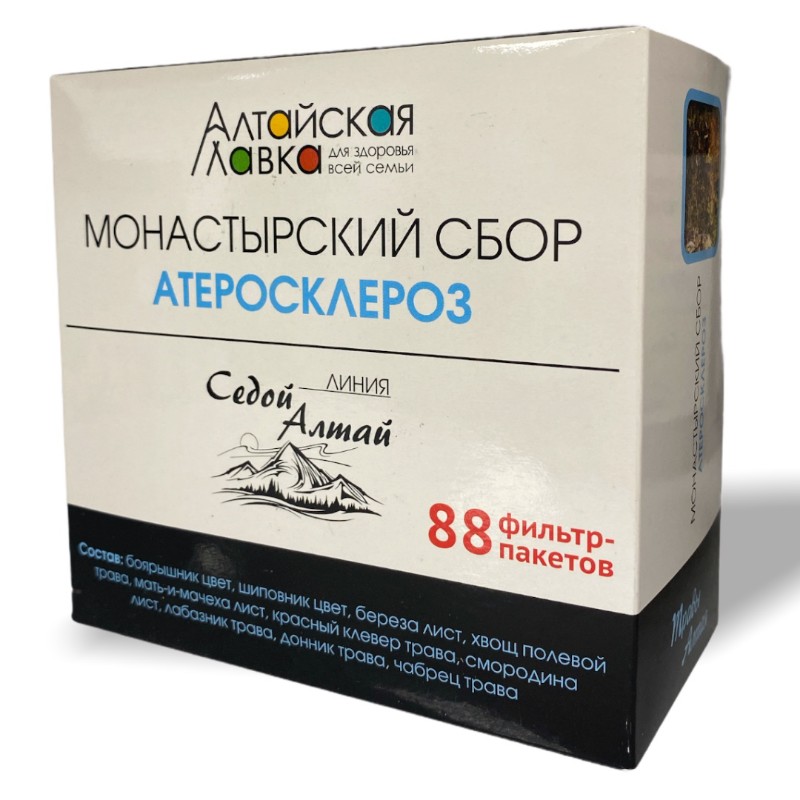 Алтайская
Лавка для здоровья
всей семьи
МОНАСТЫРСКИЙ СБОР
АТЕРОСКЛЕРОЗ
ЛИНИЯ
Седой
Алтай
88 фильтр-
пакетов
Состав: боярышник цвет, шиповник цвет, береза лист, хвощ полевой
трава, мать-и-мачеха лист, красный клевер трава, смородина
лист, лабазник трава, донник трава, чабрец трава
МОНАСТЫРСКИЙ СБОР
АТЕРОСКЛЕРОЗ
Травы
Алтая